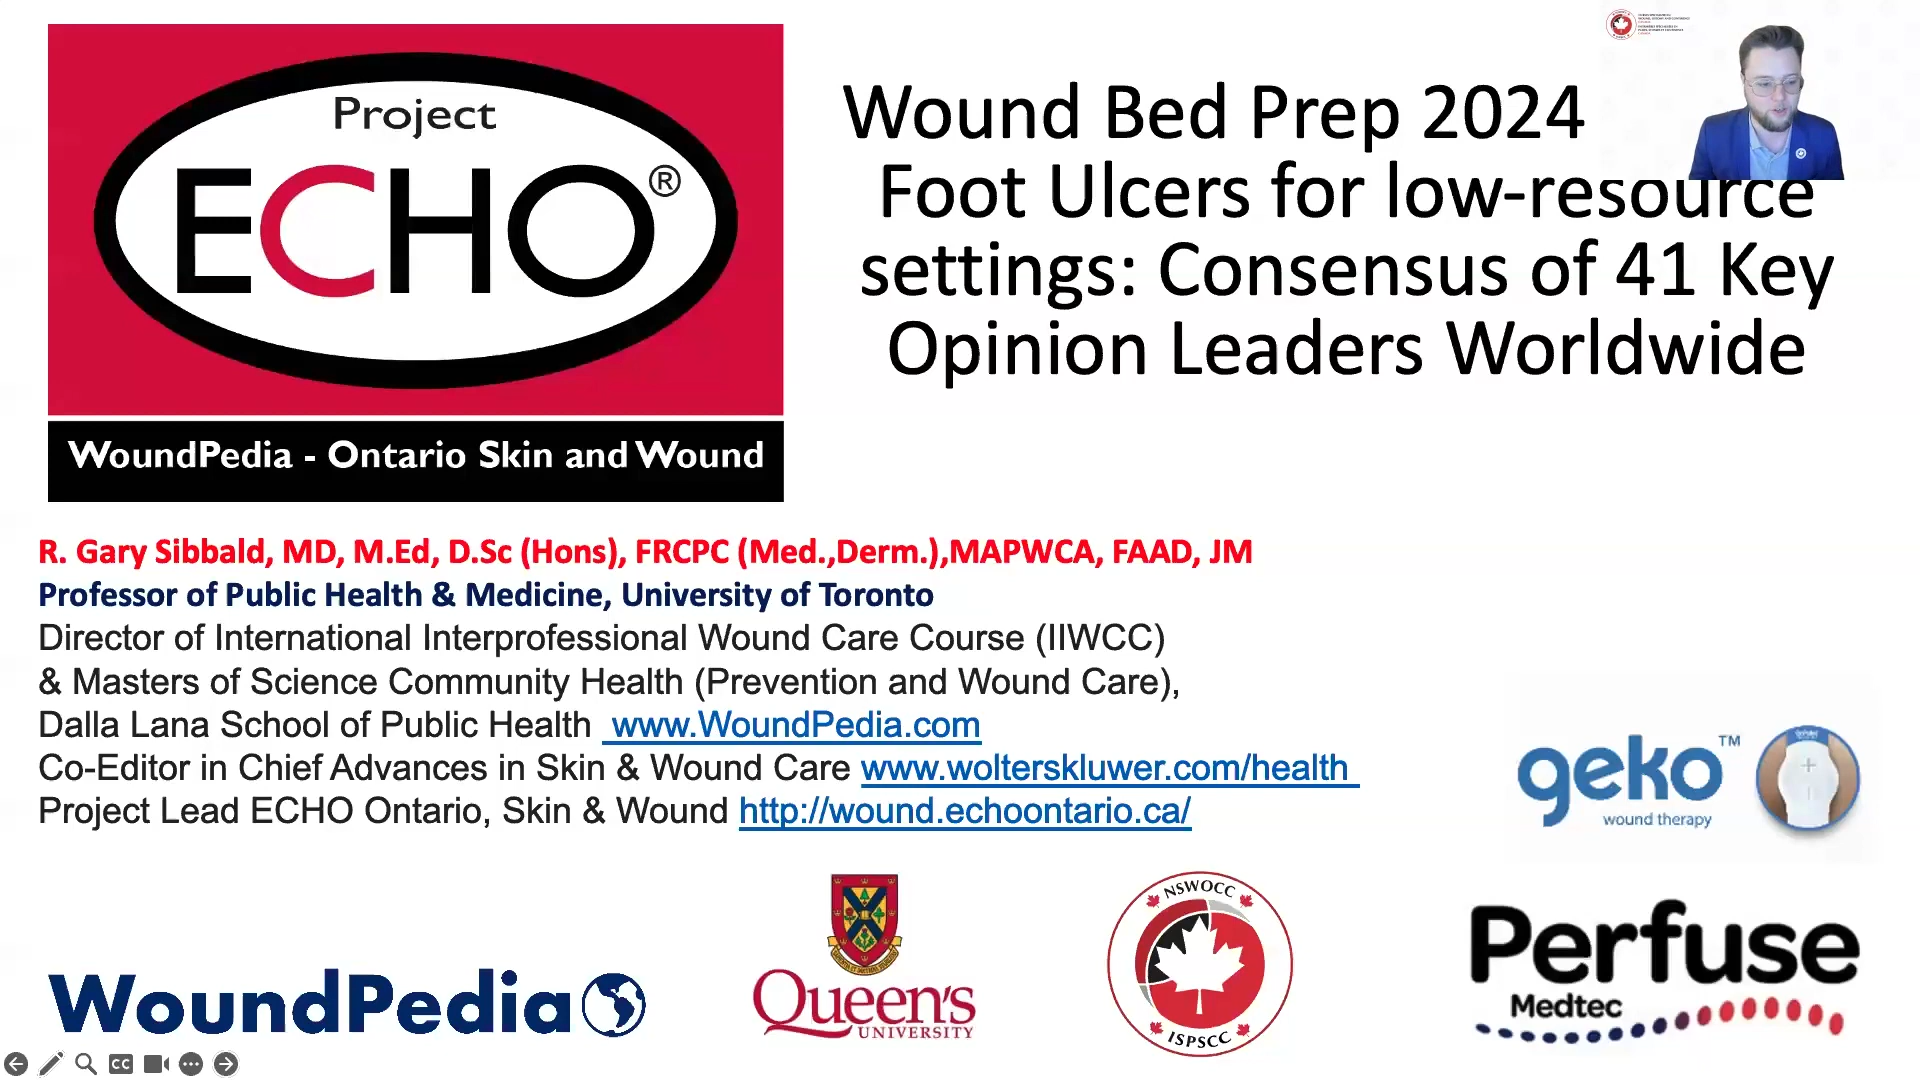 Project
ECHO®
WoundPedia - Ontario Skin and Wound
Wound Bed Prep 2024
Foot Ulcers for low-resource
settings: Consensus of 41 Key
Opinion Leaders Worldwide
R. Gary Sibbald, MD, M.Ed, D.Sc (Hons), FRCPC (Med.,Derm.),MAPWCA, FAAD, JM
Professor of Public Health & Medicine, University of Toronto
Director of International Interprofessional Wound Care Course (IIWCC)
& Masters of Science Community Health (Prevention and Wound Care),
Dalla Lana School of Public Health www.WoundPedia.com
Co-Editor in Chief Advances in Skin & Wound Care www.wolterskluwer.com/health
Project Lead ECHO Ontario, Skin & Wound http://wound.echoontario.ca/
geko™
wound therapy
WoundPedia
Queen's
UNIVERSITY
NSWOCC
ISPSCC
Perfuse
Medtec
CC